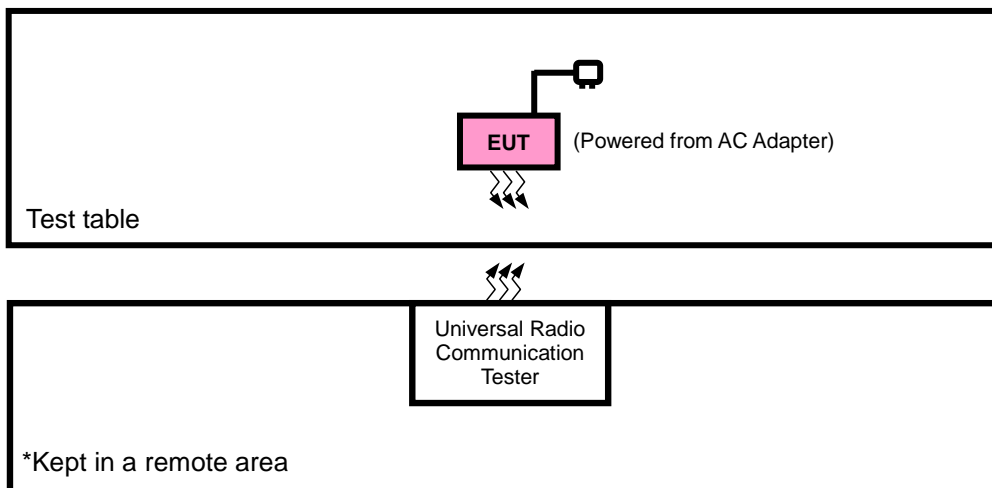 EUT
(Powered from AC Adapter)
Test table
Universal Radio
Communication
Tester
*Kept in a remote area